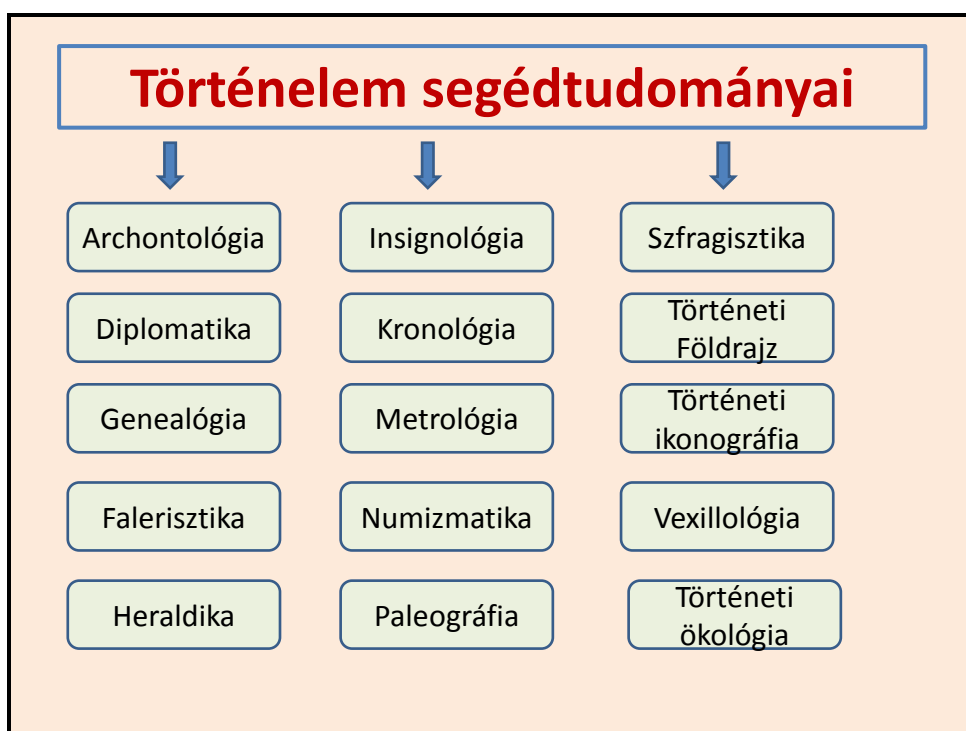 Történelem segédtudományai
Archontológia
Diplomatika
Genealógia
Falerisztika
Heraldika
Insignológia
Kronológia
Metrológia
Numizmatika
Paleográfia
Szfragisztika
Történeti
Földrajz
Történeti
ikonográfia
Vexillológia
Történeti
ökológia